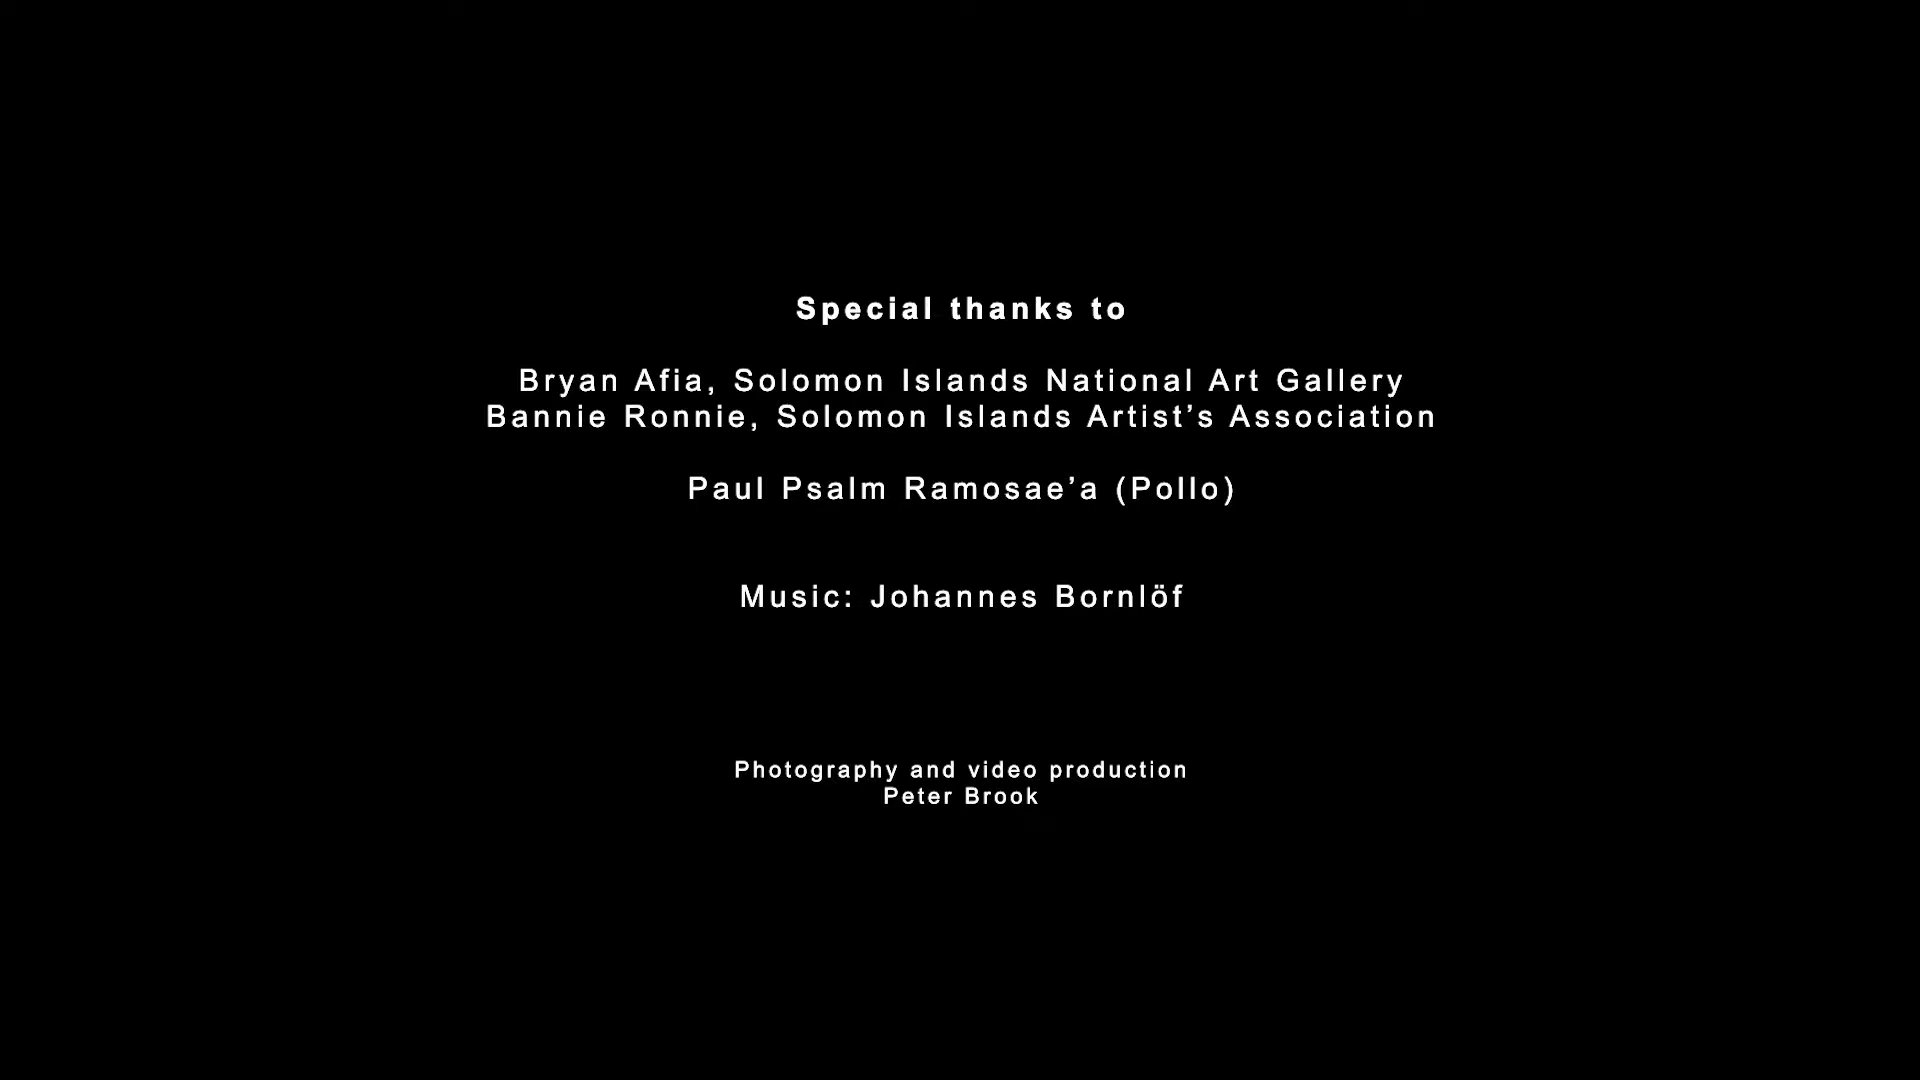 Special thanks to
Bryan Afia, Solomon Islands National Art Gallery
Bannie Ronnie, Solomon Islands Artist’s Association
Paul Psalm Ramosae’a (Pollo)
Music: Johannes Bornlöf
Photography and video production
Peter Brook